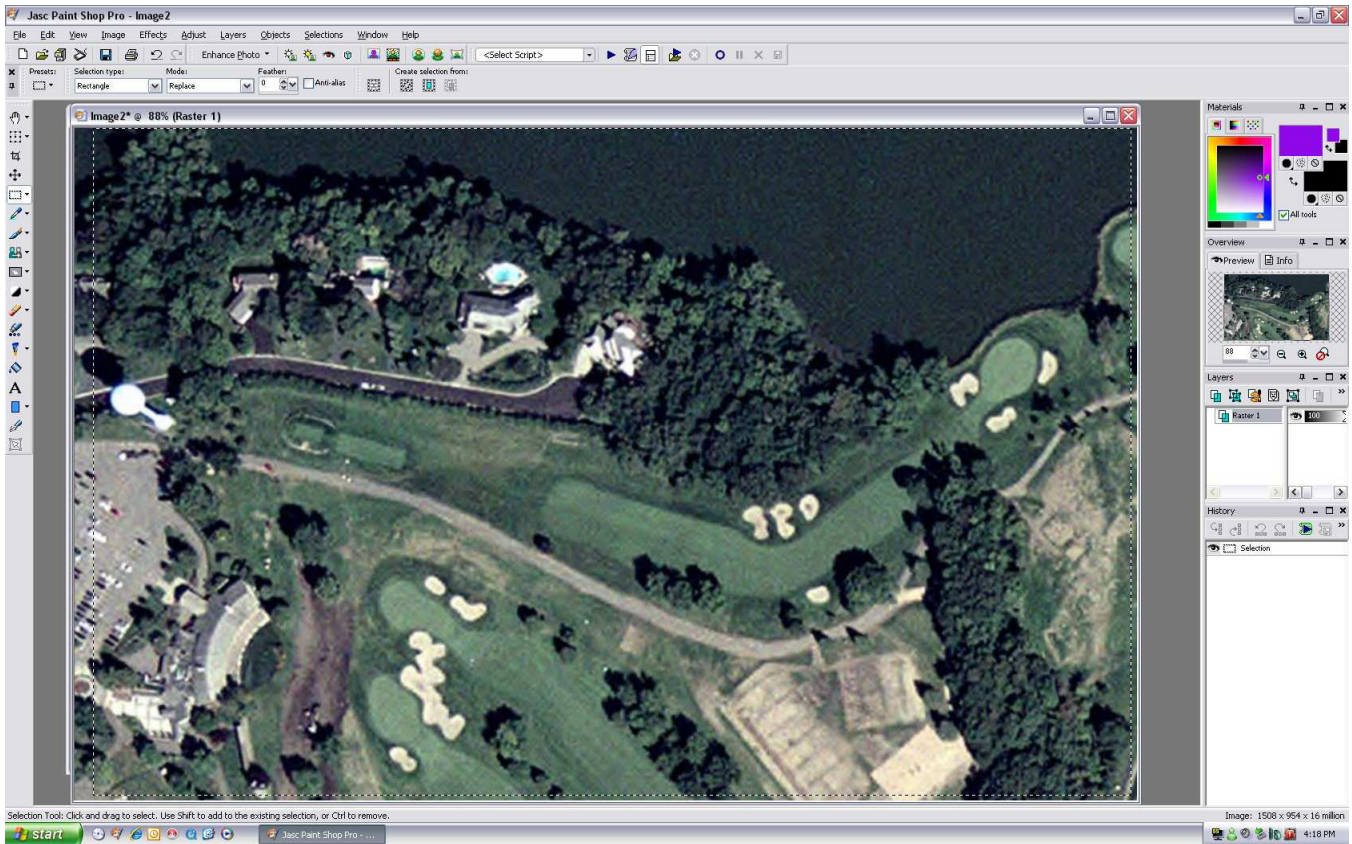 Jasc Paint Shop Pro - Image2
File Edit View Image Effects Adjust Layers Objects Selections Window Help
Enhance Photo <Select Script>
Presets: Selection type: Mode: Feather: Create selection from:
Rectangle Replace 0 Anti-alias
Image2* @ 88% (Raster 1)
Materials
All tools
Overview
Preview Info
88
Layers
Raster 1 100
History
Selection
A
Selection Tool: Click and drag to select. Use Shift to add to the existing selection, or Ctrl to remove.
Image: 1508 x 954 x 16 million
start
Jasc Paint Shop Pro - ...
4:18 PM